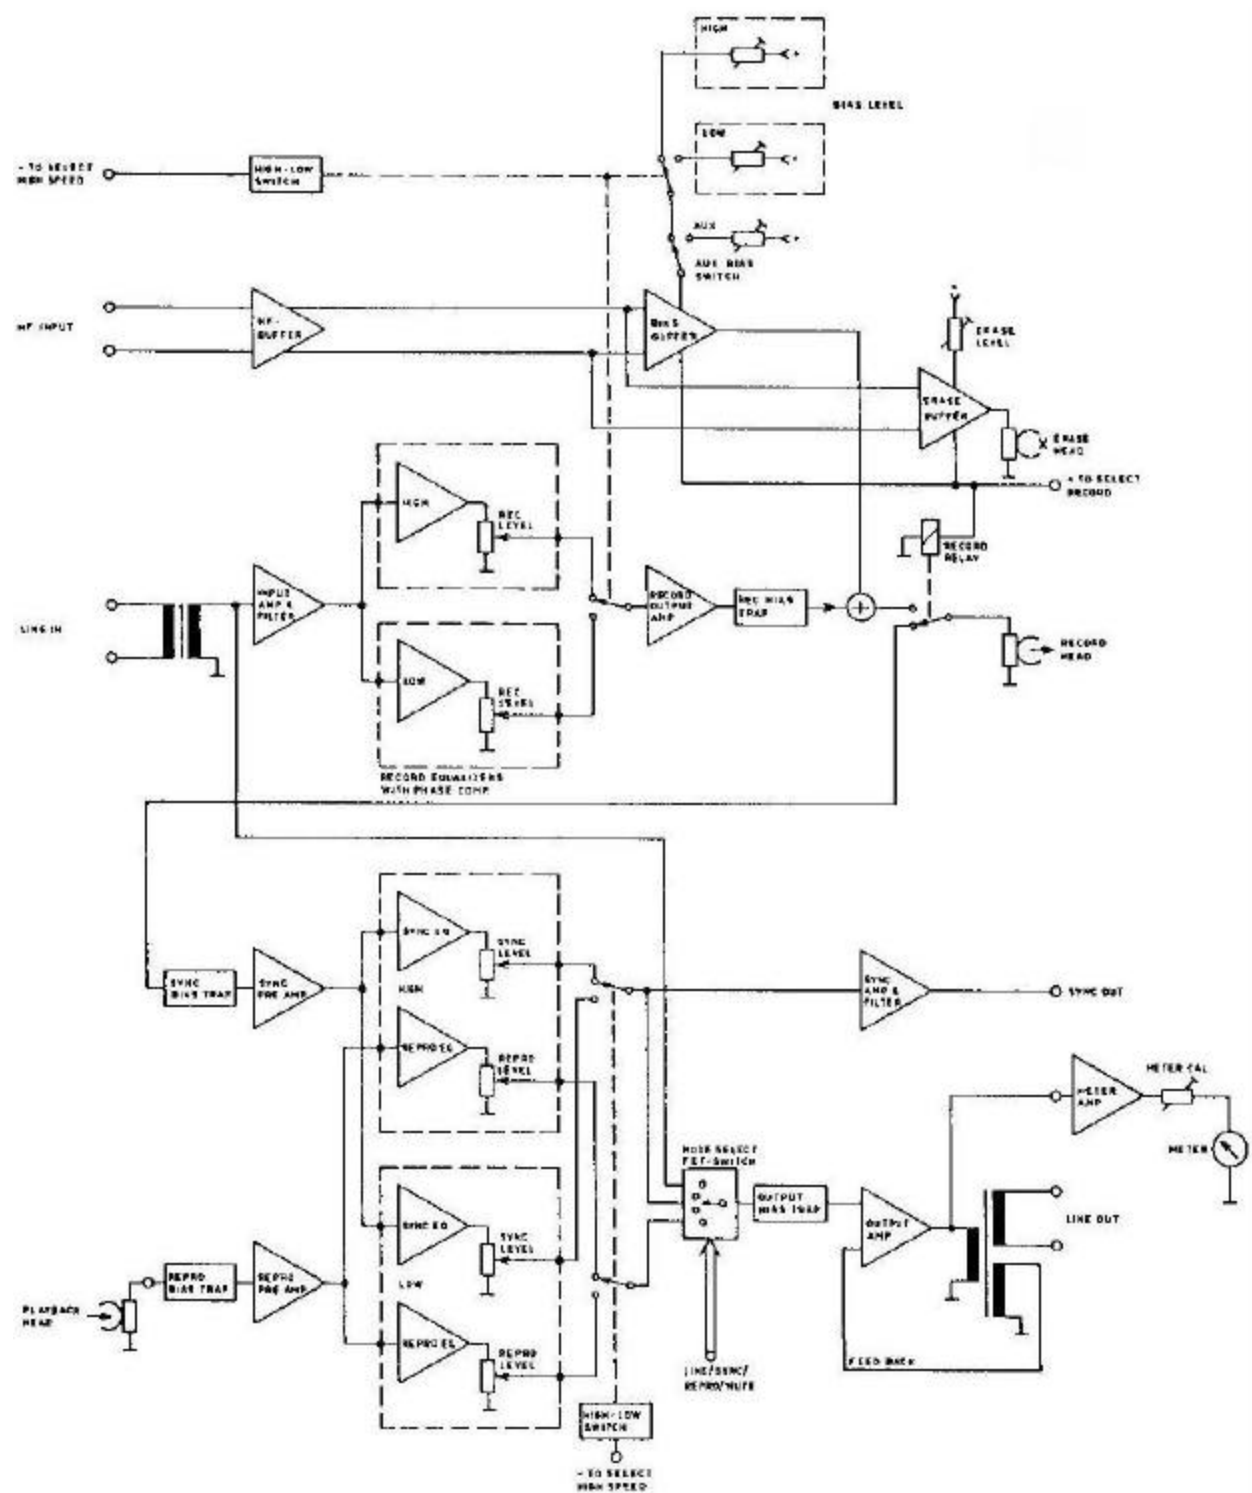 HIGH
BIAS LEVEL
LOW
- TO SELECT
HIGH SPEED
HIGH-LOW
SWITCH
AUX
AUX BIAS
SWITCH
HF INPUT
HF-
BUFFER
BIAS
BUFFER
ERASE
LEVEL
ERASE
BUFFER
ERASE
HEAD
+ TO SELECT
RECORD
HIGH
REC
LEVEL
RECORD
RELAY
LINE IN
INPUT
AMP &
FILTER
RECORD
OUTPUT
AMP
REC BIAS
TRAP
RECORD
HEAD
LOW
REC
LEVEL
RECORD EQUALIZERS
WITH PHASE COMP.
SYNC EQ
SYNC
LEVEL
HIGH
SYNC
BIAS TRAP
SYNC
PRE AMP
SYNC
AMP &
FILTER
SYNC OUT
REPRO EQ
REPRO
LEVEL
METER
AMP
METER CAL
METER
MODE SELECT
FET-SWITCH
OUTPUT
BIAS TRAP
OUTPUT
AMP
LINE OUT
SYNC EQ
SYNC
LEVEL
LOW
REPRO
BIAS TRAP
REPRO
PRE AMP
PLAYBACK
HEAD
REPRO EQ
REPRO
LEVEL
LINE/SYNC/
REPRO/MUTE
FEED BACK
HIGH-LOW
SWITCH
- TO SELECT
HIGH SPEED